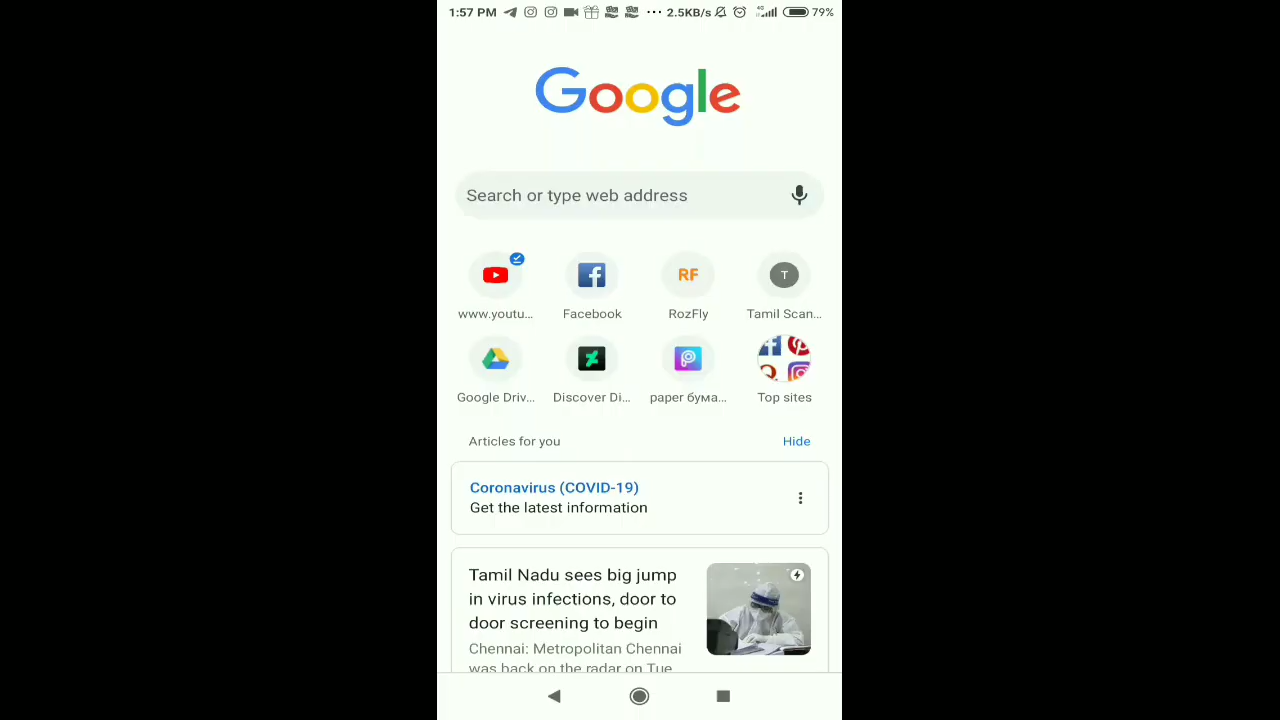 1:57 PM 2.5KB/s 4G 79%
Google
Search or type web address
RF T
www.youtu... Facebook RozFly Tamil Scan...
Google Driv... Discover Di... paper бума... Top sites
Articles for you Hide
Coronavirus (COVID-19)
Get the latest information
Tamil Nadu sees big jump
in virus infections, door to
door screening to begin
Chennai: Metropolitan Chennai
was back on the radar on Tue